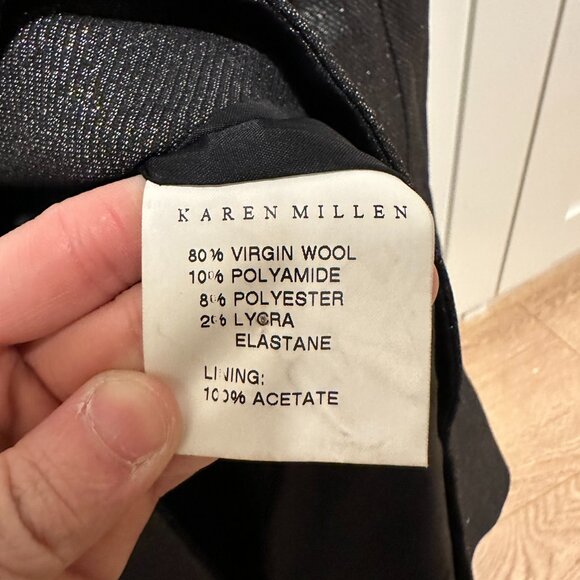 KAREN MILLEN
80% VIRGIN WOOL
10% POLYAMIDE
8% POLYESTER
2% LYCRA
ELASTANE
LINING:
100% ACETATE